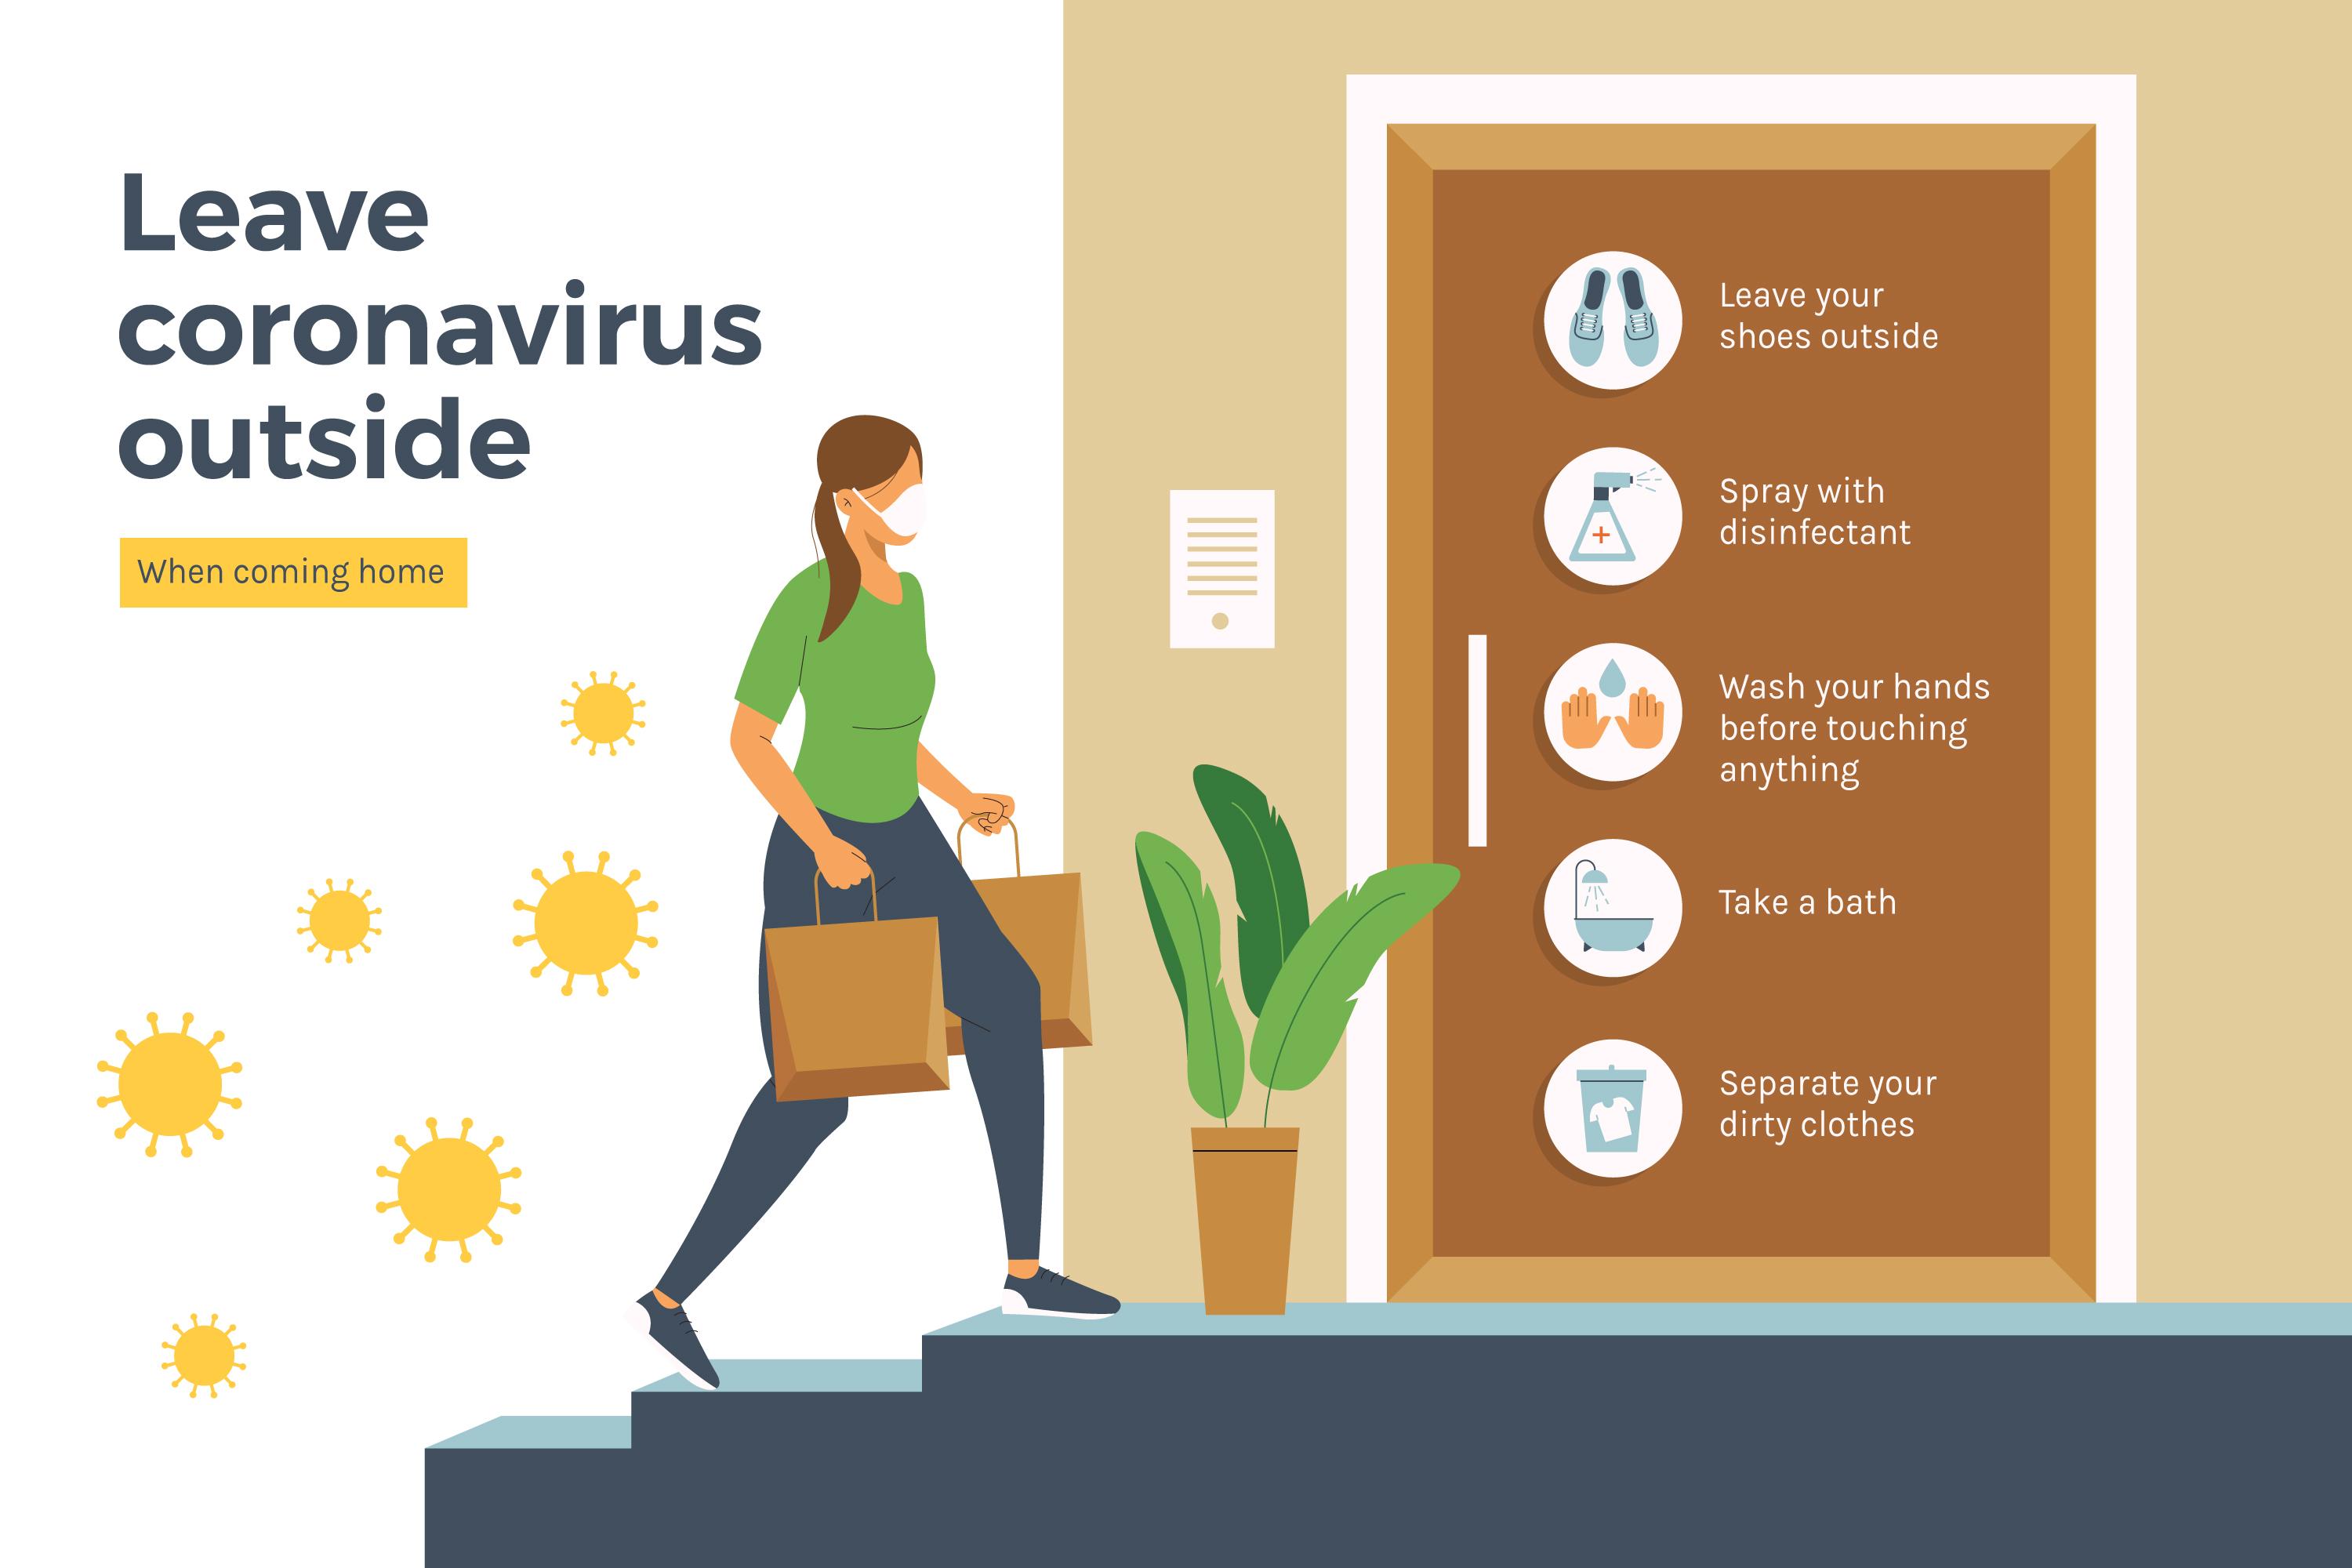 Leave
coronavirus
outside
When coming home
Leave your
shoes outside
Spray with
disinfectant
Wash your hands
before touching
anything
Take a bath
Separate your
dirty clothes